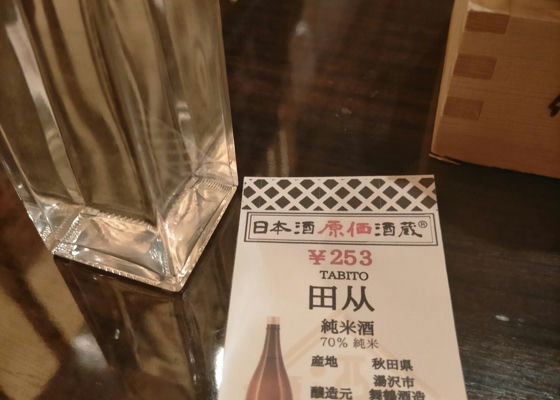 日本酒原価酒蔵®
¥253
TABITO
田从
純米酒
70% 純米
産地 秋田県
湯沢市
醸造元 舞鶴酒造